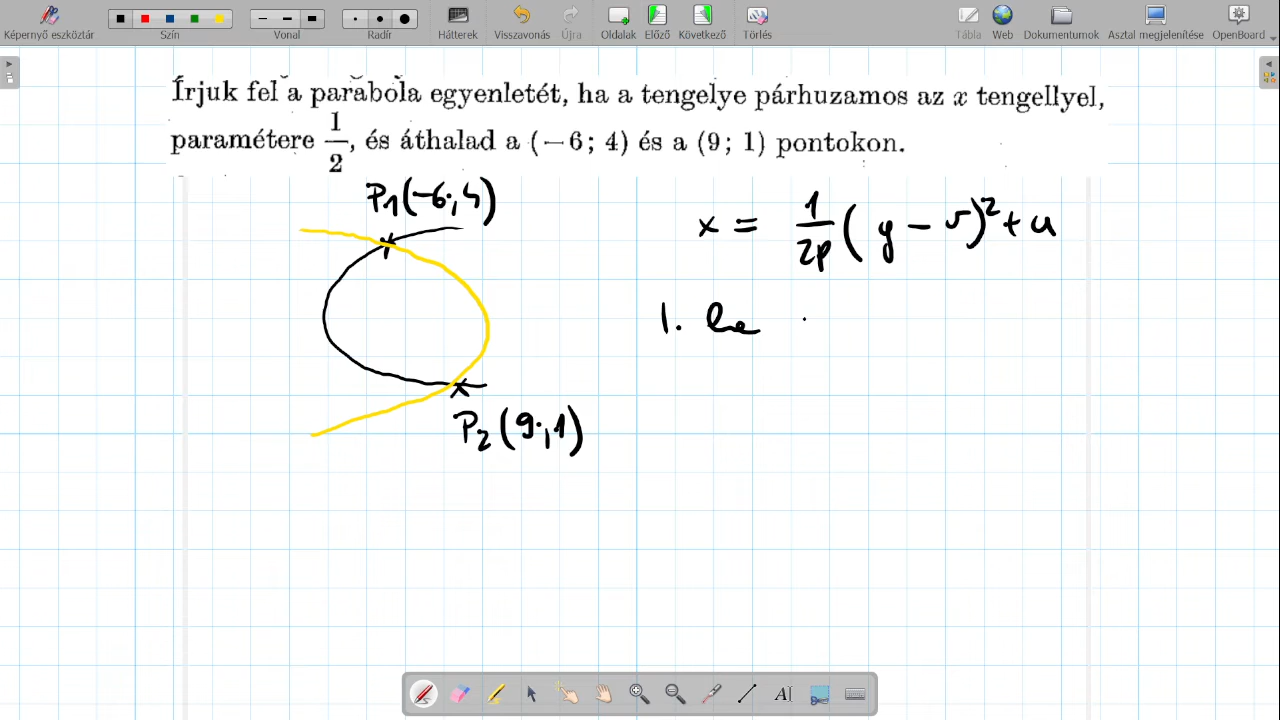 Képernyő eszköztár
Szín
Vonal
Radír
Hátterek
Visszavonás
Újra
Oldalak
Előző
Következő
Törlés
Tábla
Web
Dokumentumok
Asztal megjelenítése
OpenBoard
Írjuk fel a parabola egyenletét, ha a tengelye párhuzamos az x tengellyel,
paramétere 1/2, és áthalad a (−6; 4) és a (9; 1) pontokon.
P₁(−6; 4)
x = 1/2p (y − v)² + u
1. ha
P₂(9; 1)
A